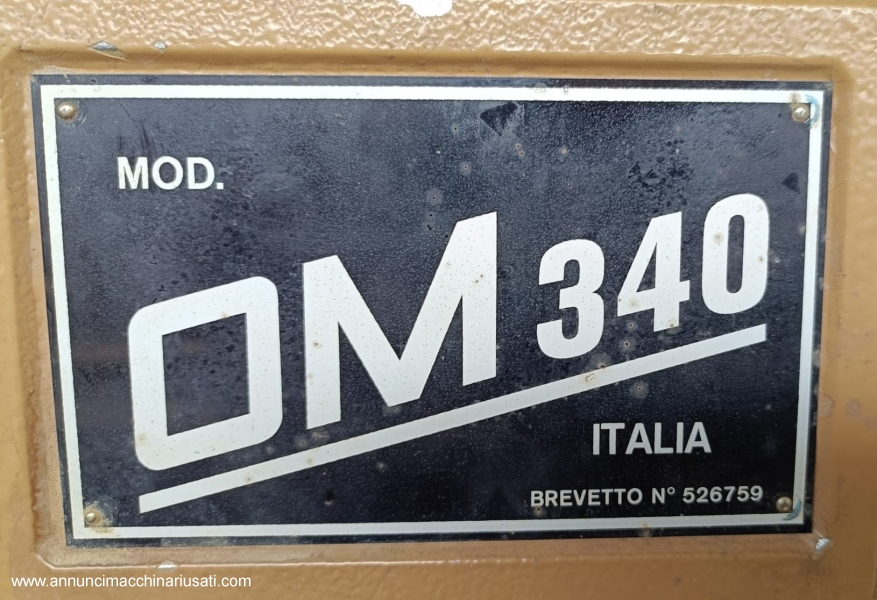 MOD.
OM 340
ITALIA
BREVETTO N° 526759
www.annuncimacchinariusati.com